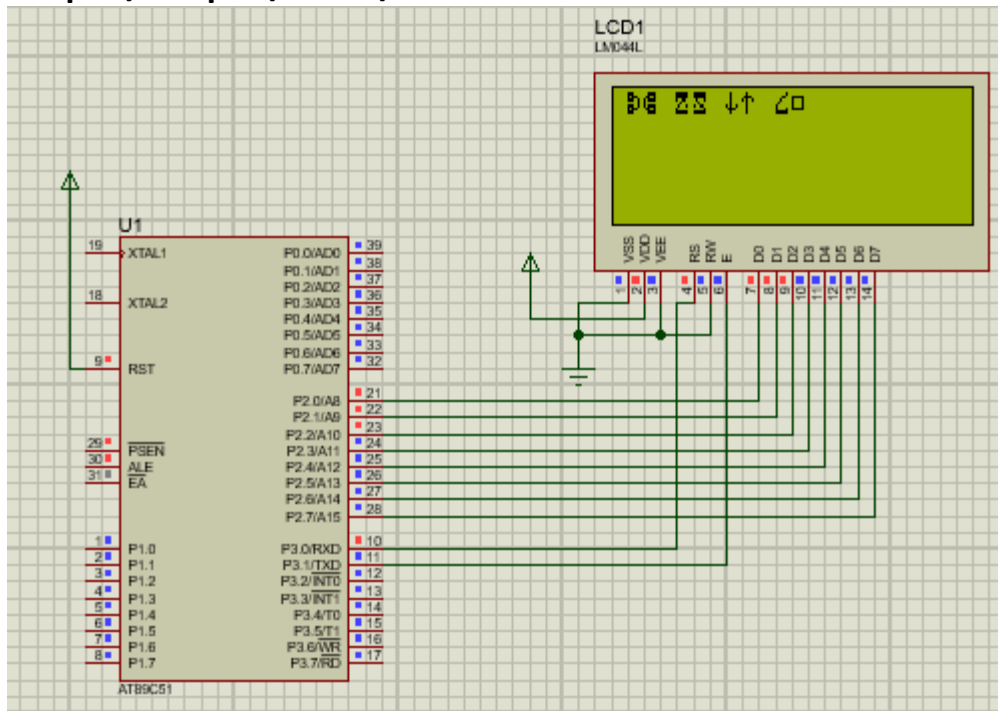 LCD1
LM044L
VSS VDD VEE RS RW E D0 D1 D2 D3 D4 D5 D6 D7
1 2 3 4 5 6 7 8 9 10 11 12 13 14
U1
19 XTAL1 P0.0/AD0 39
P0.1/AD1 38
P0.2/AD2 37
18 XTAL2 P0.3/AD3 36
P0.4/AD4 35
P0.5/AD5 34
P0.6/AD6 33
9 RST P0.7/AD7 32
P2.0/A8 21
P2.1/A9 22
P2.2/A10 23
29 PSEN P2.3/A11 24
30 ALE P2.4/A12 25
31 EA P2.5/A13 26
P2.6/A14 27
P2.7/A15 28
1 P1.0 P3.0/RXD 10
2 P1.1 P3.1/TXD 11
3 P1.2 P3.2/INT0 12
4 P1.3 P3.3/INT1 13
5 P1.4 P3.4/T0 14
6 P1.5 P3.5/T1 15
7 P1.6 P3.6/WR 16
8 P1.7 P3.7/RD 17
AT89C51